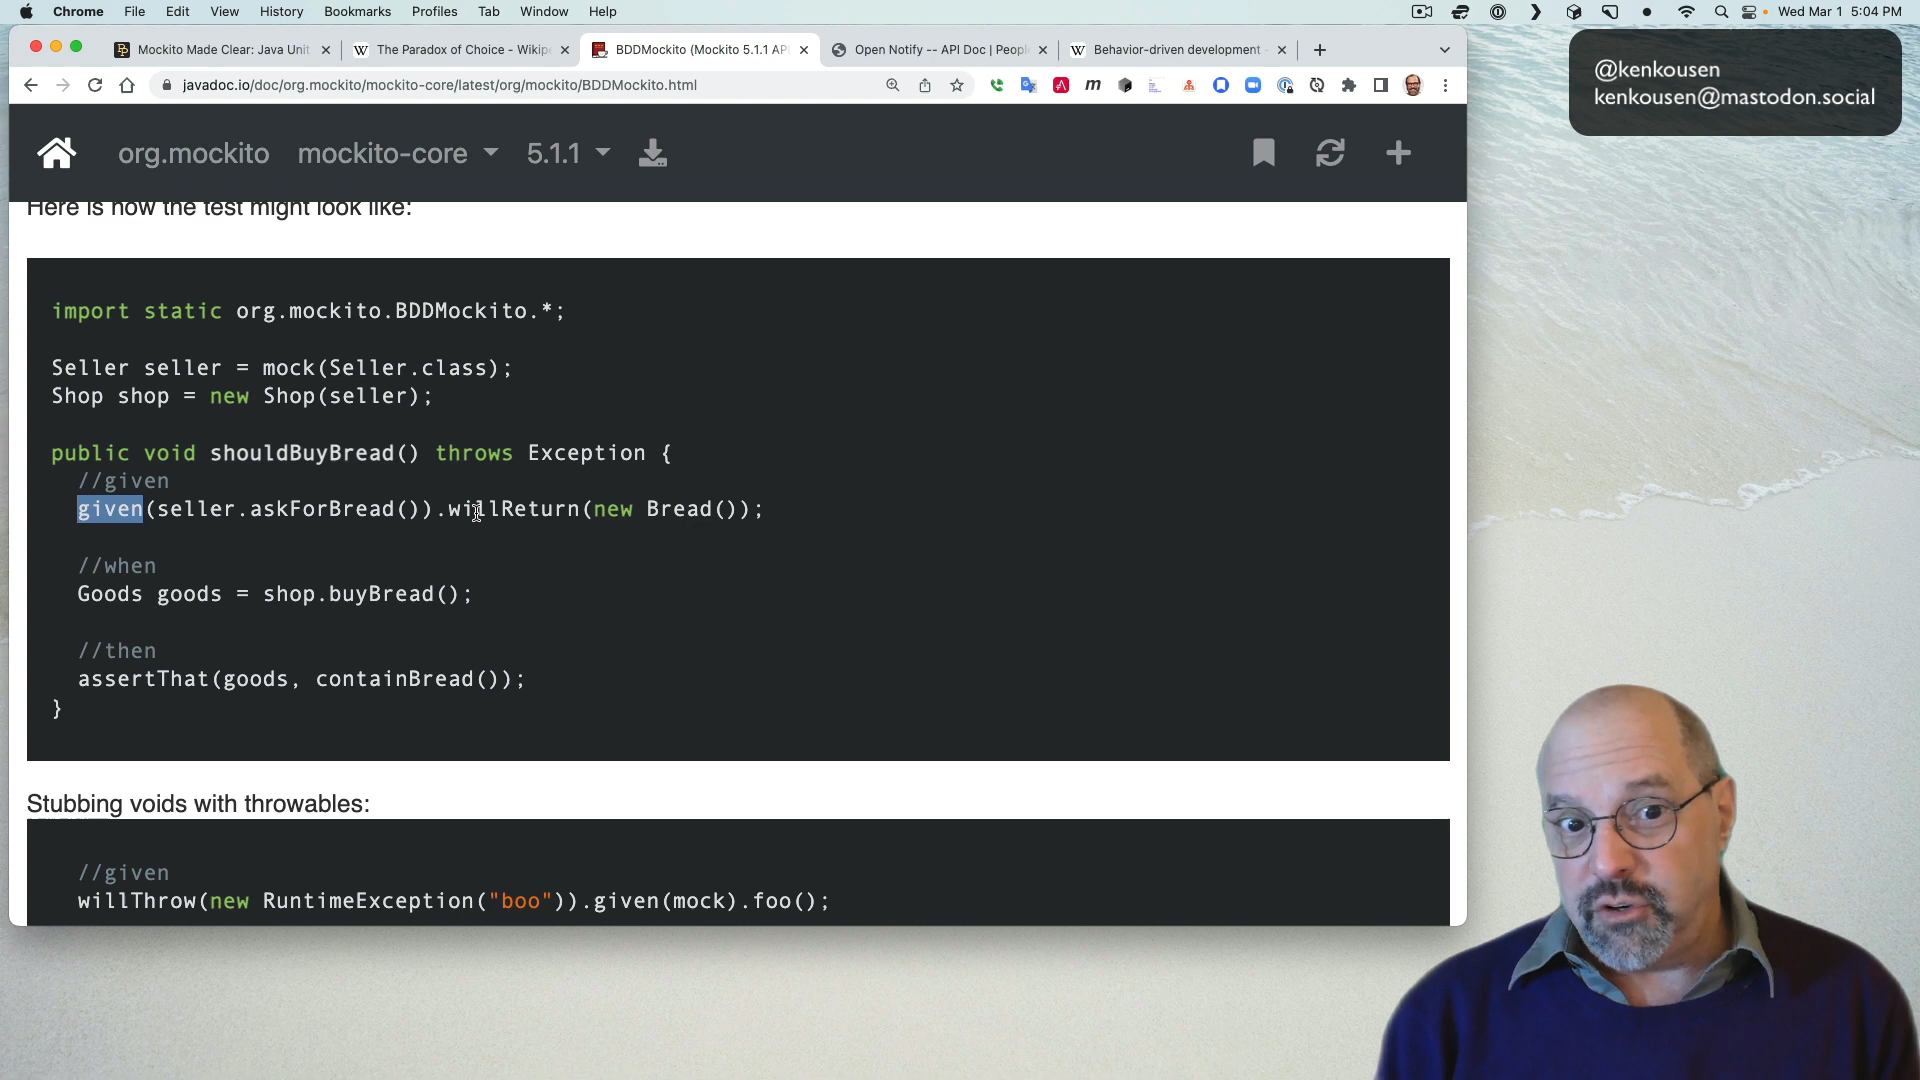 Chrome File Edit View History Bookmarks Profiles Tab Window Help
Wed Mar 1 5:04 PM
Mockito Made Clear: Java Unit
The Paradox of Choice - Wikipe
BDDMockito (Mockito 5.1.1 API
Open Notify -- API Doc | People
Behavior-driven development -
javadoc.io/doc/org.mockito/mockito-core/latest/org/mockito/BDDMockito.html
@kenkousen
kenkousen@mastodon.social
org.mockito mockito-core 5.1.1
Here is how the test might look like:
import static org.mockito.BDDMockito.*;
Seller seller = mock(Seller.class);
Shop shop = new Shop(seller);
public void shouldBuyBread() throws Exception {
//given
given(seller.askForBread()).willReturn(new Bread());
//when
Goods goods = shop.buyBread();
//then
assertThat(goods, containBread());
}
Stubbing voids with throwables:
//given
willThrow(new RuntimeException("boo")).given(mock).foo();